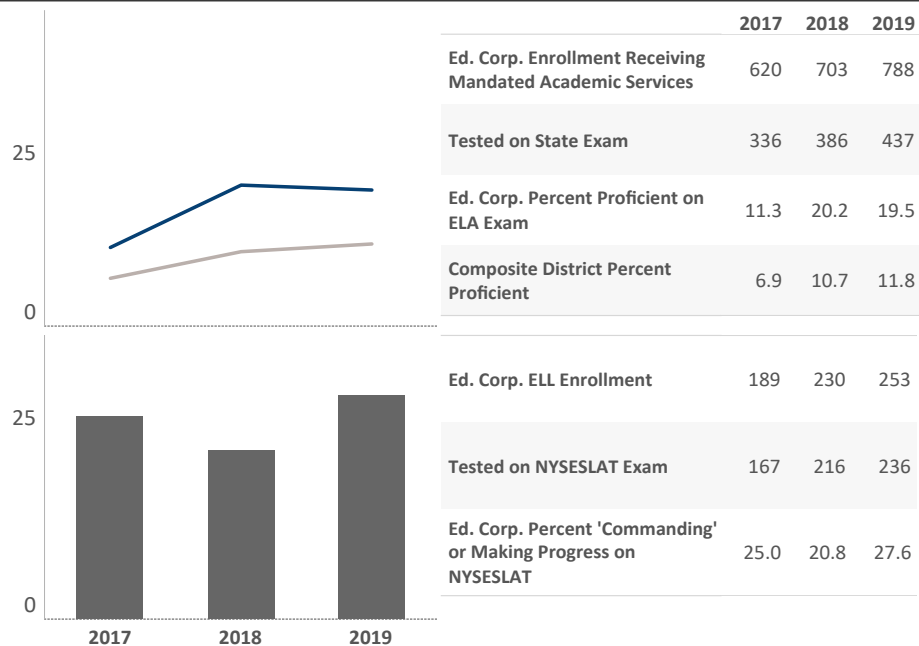 25
0
2017 2018 2019
Ed. Corp. Enrollment Receiving
Mandated Academic Services 620 703 788
Tested on State Exam 336 386 437
Ed. Corp. Percent Proficient on
ELA Exam 11.3 20.2 19.5
Composite District Percent
Proficient 6.9 10.7 11.8
25
0
2017 2018 2019
Ed. Corp. ELL Enrollment 189 230 253
Tested on NYSESLAT Exam 167 216 236
Ed. Corp. Percent 'Commanding'
or Making Progress on 25.0 20.8 27.6
NYSESLAT